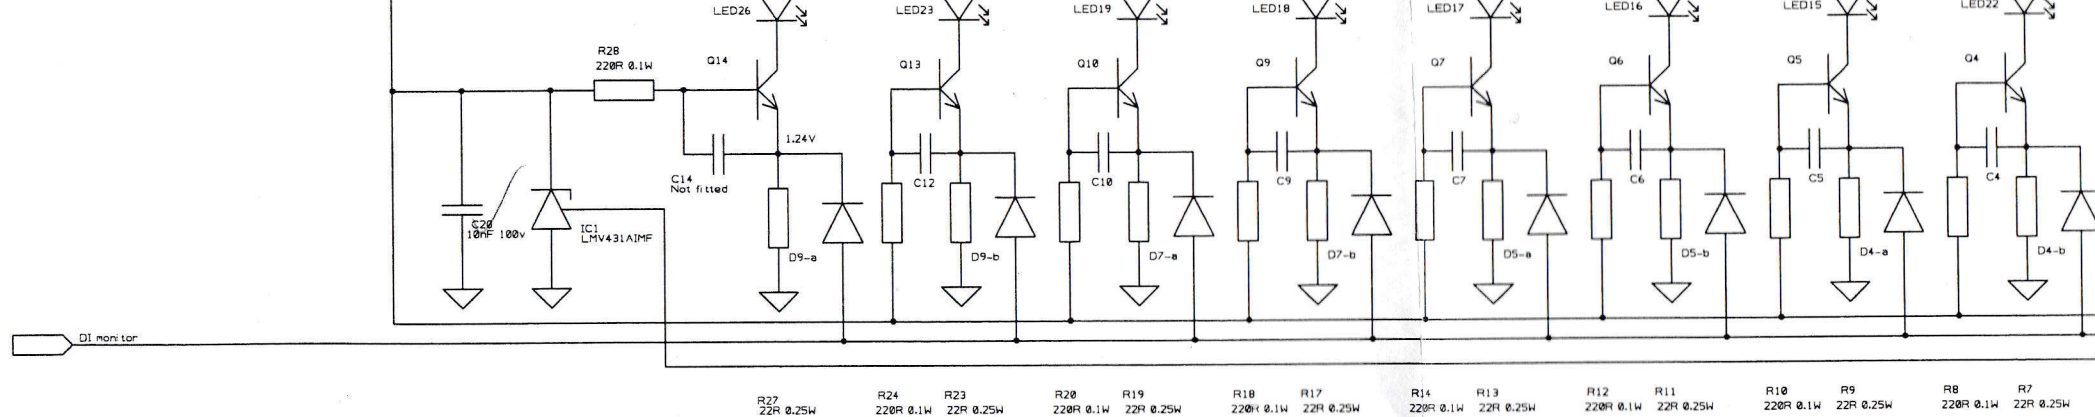 LED26 LED23 LED19 LED18 LED17 LED16 LED15 LED22
R28
220R 0.1W
Q14 Q13 Q10 Q9 Q7 Q6 Q5 Q4
1.24V
C14
Not fitted
C12 C10 C9 C7 C6 C5 C4
C20
10nF 100v
IC1
LMV431AIMF
D9-a D9-b D7-a D7-b D5-a D5-b D4-a D4-b
DI monitor
R27 R24 R23 R20 R19 R18 R17 R14 R13 R12 R11 R10 R9 R8 R7
22R 0.25W 220R 0.1W 22R 0.25W 220R 0.1W 22R 0.25W 220R 0.1W 22R 0.25W 220R 0.1W 22R 0.25W 220R 0.1W 22R 0.25W 220R 0.1W 22R 0.25W 220R 0.1W 22R 0.25W